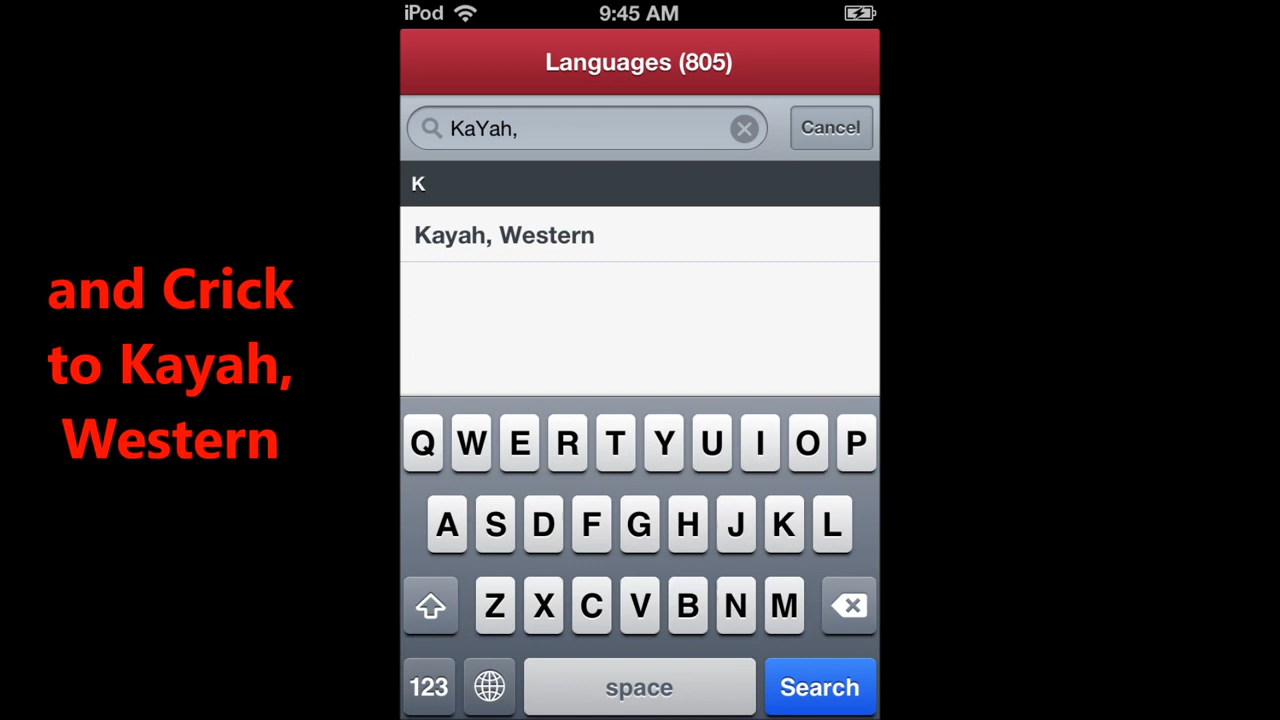 iPod 9:45 AM
Languages (805)
KaYah, Cancel
K
Kayah, Western
and Crick
to Kayah,
Western
Q W E R T Y U I O P
A S D F G H J K L
Z X C V B N M
123 space Search